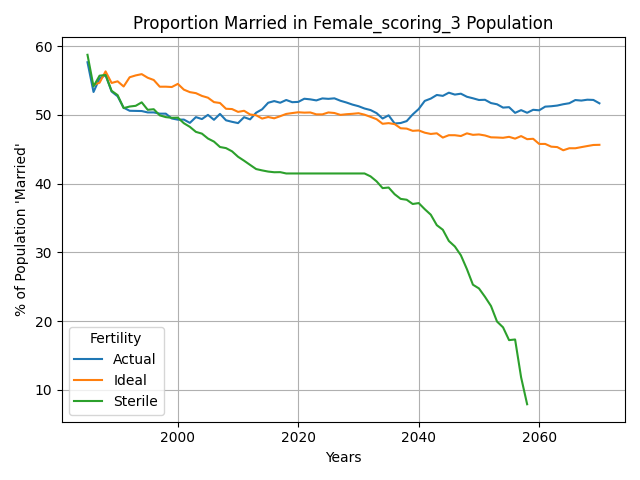 Proportion Married in Female_scoring_3 Population
% of Population 'Married'
60
50
40
30
20
10
Fertility
Actual
Ideal
Sterile
2000 2020 2040 2060
Years